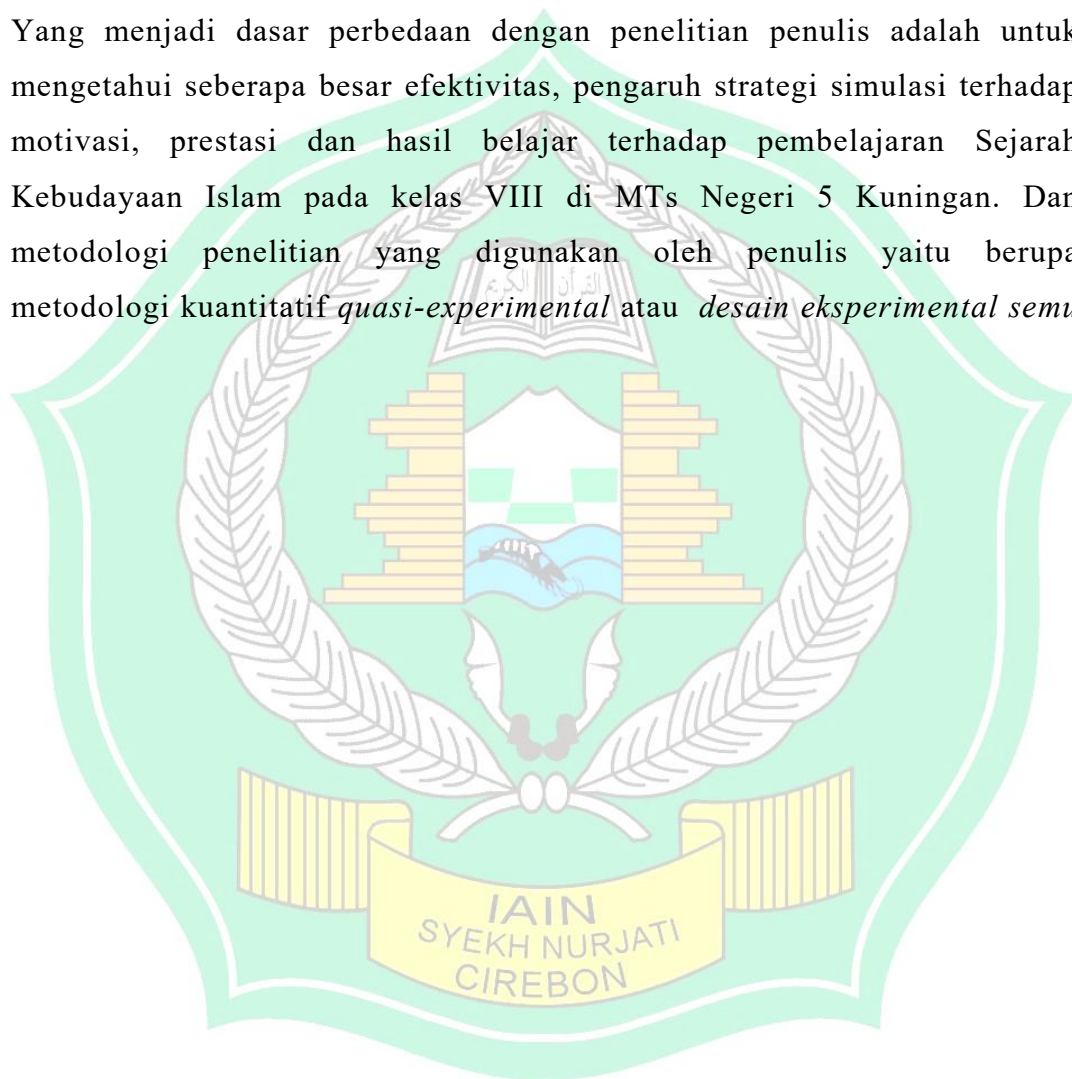 Yang menjadi dasar perbedaan dengan penelitian penulis adalah untuk
mengetahui seberapa besar efektivitas, pengaruh strategi simulasi terhadap
motivasi, prestasi dan hasil belajar terhadap pembelajaran Sejarah
Kebudayaan Islam pada kelas VIII di MTs Negeri 5 Kuningan. Dan
metodologi penelitian yang digunakan oleh penulis yaitu berupa
metodologi kuantitatif quasi-experimental atau desain eksperimental semu
القرآن الكريم
IAIN
SYEKH NURJATI
CIREBON